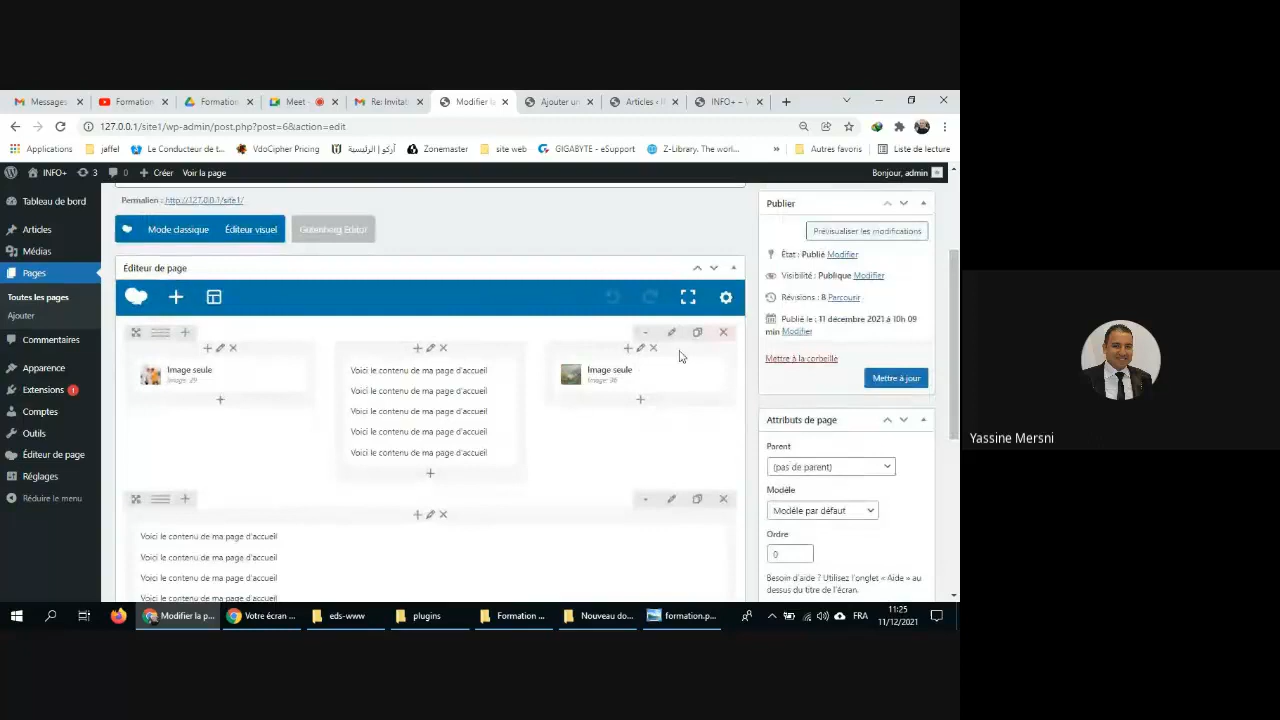 Messages
Formation
Formation
Meet -
Re: Invitati
Modifier la
Ajouter un
Articles ‹ I
INFO+ – V
127.0.0.1/site1/wp-admin/post.php?post=6&action=edit
Applications
jaffel
Le Conducteur de t...
VdoCipher Pricing
أركو | الرئيسية
Zonemaster
site web
GIGABYTE - eSupport
Z-Library. The worl...
»
Autres favoris
Liste de lecture
INFO+
3
0
Créer
Voir la page
Bonjour, admin
Tableau de bord
Articles
Médias
Pages
Toutes les pages
Ajouter
Commentaires
Apparence
Extensions 1
Comptes
Outils
Éditeur de page
Réglages
Réduire le menu
Permalien : http://127.0.0.1/site1/
Mode classique
Éditeur visuel
Gutenberg Editor
Éditeur de page
Image seule
Image: 29
Voici le contenu de ma page d'accueil
Voici le contenu de ma page d'accueil
Voici le contenu de ma page d'accueil
Voici le contenu de ma page d'accueil
Voici le contenu de ma page d'accueil
Image seule
Image: 36
Voici le contenu de ma page d'accueil
Voici le contenu de ma page d'accueil
Voici le contenu de ma page d'accueil
Voici le contenu de ma page d'accueil
Publier
Prévisualiser les modifications
État : Publié Modifier
Visibilité : Publique Modifier
Révisions : 8 Parcourir
Publié le : 11 décembre 2021 à 10h 09
min Modifier
Mettre à la corbeille
Mettre à jour
Attributs de page
Parent
(pas de parent)
Modèle
Modèle par défaut
Ordre
0
Besoin d'aide ? Utilisez l'onglet « Aide » au
dessus du titre de l'écran.
Yassine Mersni
Modifier la p...
Votre écran ...
eds-www
plugins
Formation ...
Nouveau do...
formation.p...
FRA
11:25
11/12/2021